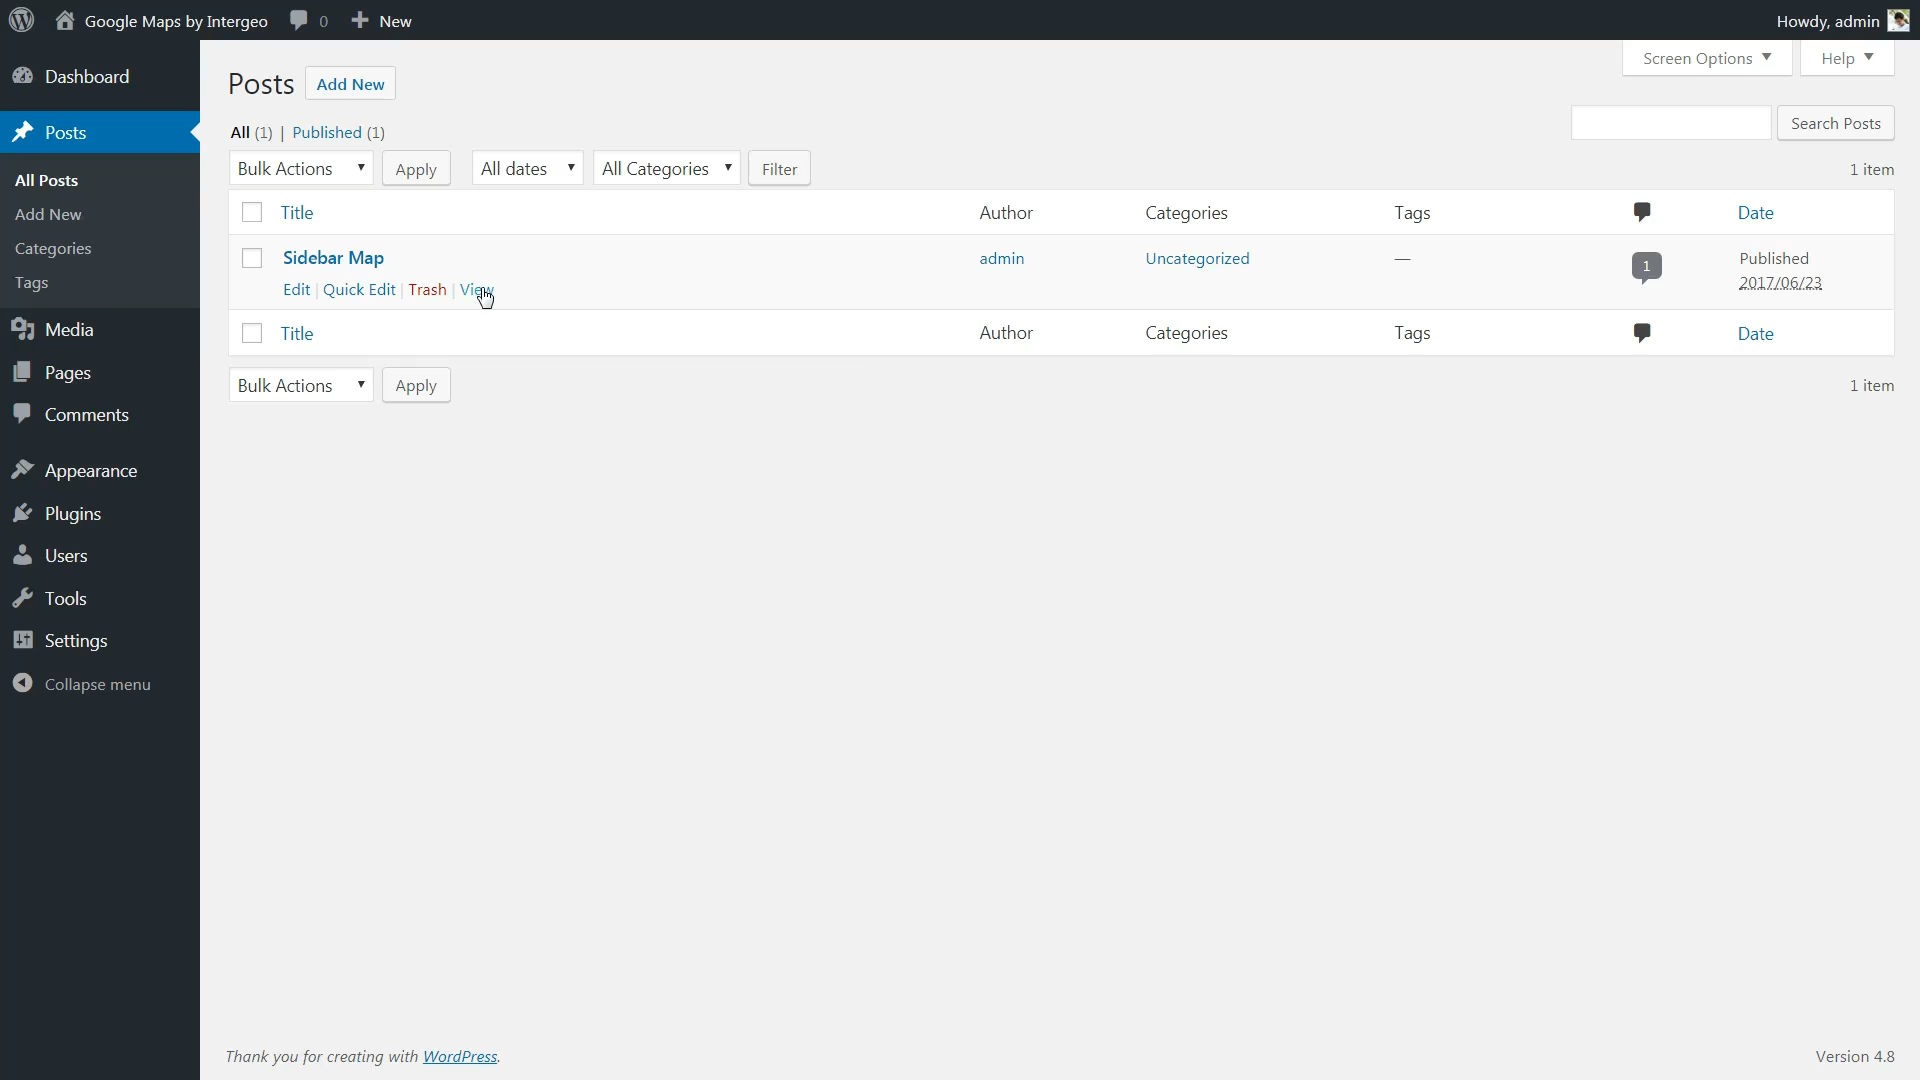 Google Maps by Intergeo 0 New Howdy, admin
Dashboard
Posts
All Posts
Add New
Categories
Tags
Media
Pages
Comments
Appearance
Plugins
Users
Tools
Settings
Collapse menu
Screen Options Help
Posts Add New
All (1) | Published (1)
Search Posts
Bulk Actions Apply All dates All Categories Filter 1 item
Title Author Categories Tags Date
Sidebar Map admin Uncategorized — 1 Published
2017/06/23
Edit | Quick Edit | Trash | View
Title Author Categories Tags Date
Bulk Actions Apply 1 item
Thank you for creating with WordPress. Version 4.8